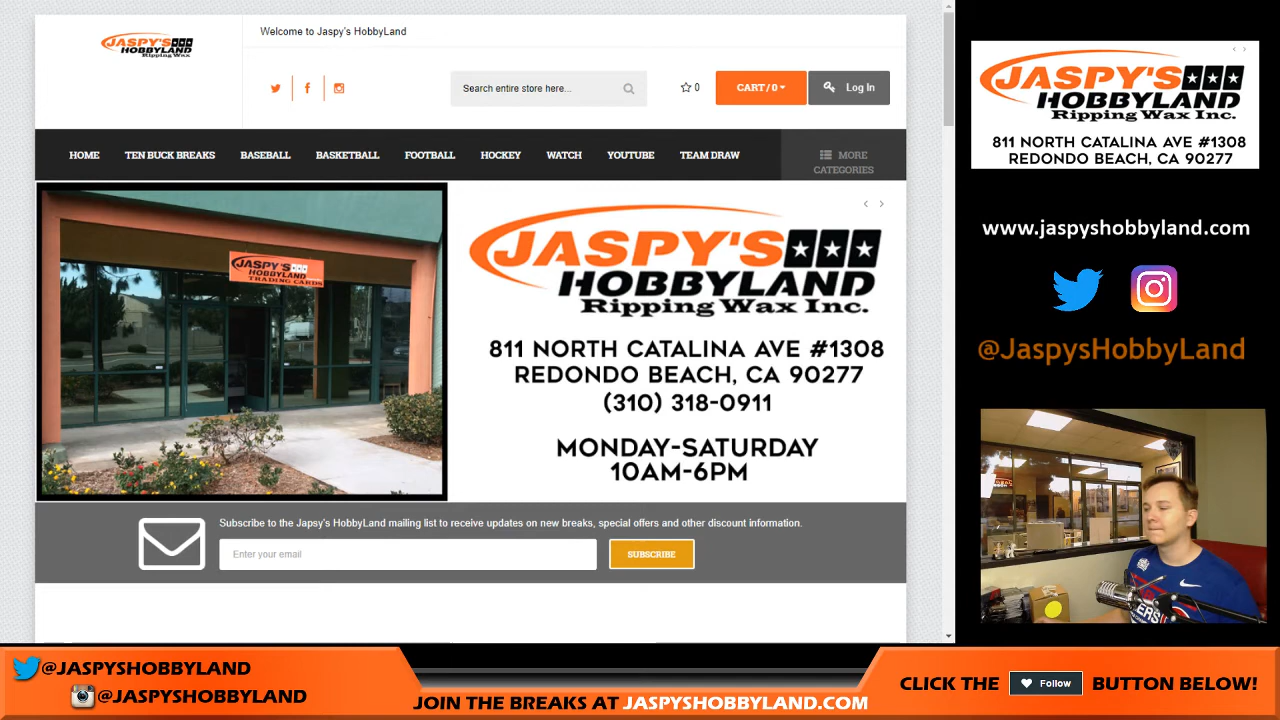 JASPY'S
HOBBYLAND
Ripping Wax
Welcome to Jaspy's HobbyLand
Search entire store here...
0
CART / 0
Log In
HOME
TEN BUCK BREAKS
BASEBALL
BASKETBALL
FOOTBALL
HOCKEY
WATCH
YOUTUBE
TEAM DRAW
MORE
CATEGORIES
JASPY'S
HOBBYLAND
TRADING CARDS
JASPY'S
HOBBYLAND
Ripping Wax Inc.
811 NORTH CATALINA AVE #1308
REDONDO BEACH, CA 90277
(310) 318-0911
MONDAY-SATURDAY
10AM-6PM
Subscribe to the Japsy's HobbyLand mailing list to receive updates on new breaks, special offers and other discount information.
Enter your email
SUBSCRIBE
JASPY'S
HOBBYLAND
Ripping Wax Inc.
811 NORTH CATALINA AVE #1308
REDONDO BEACH, CA 90277
www.jaspyshobbyland.com
@JaspysHobbyLand
@JASPYSHOBBYLAND
@JASPYSHOBBYLAND
JOIN THE BREAKS AT JASPYSHOBBYLAND.COM
CLICK THE Follow BUTTON BELOW!